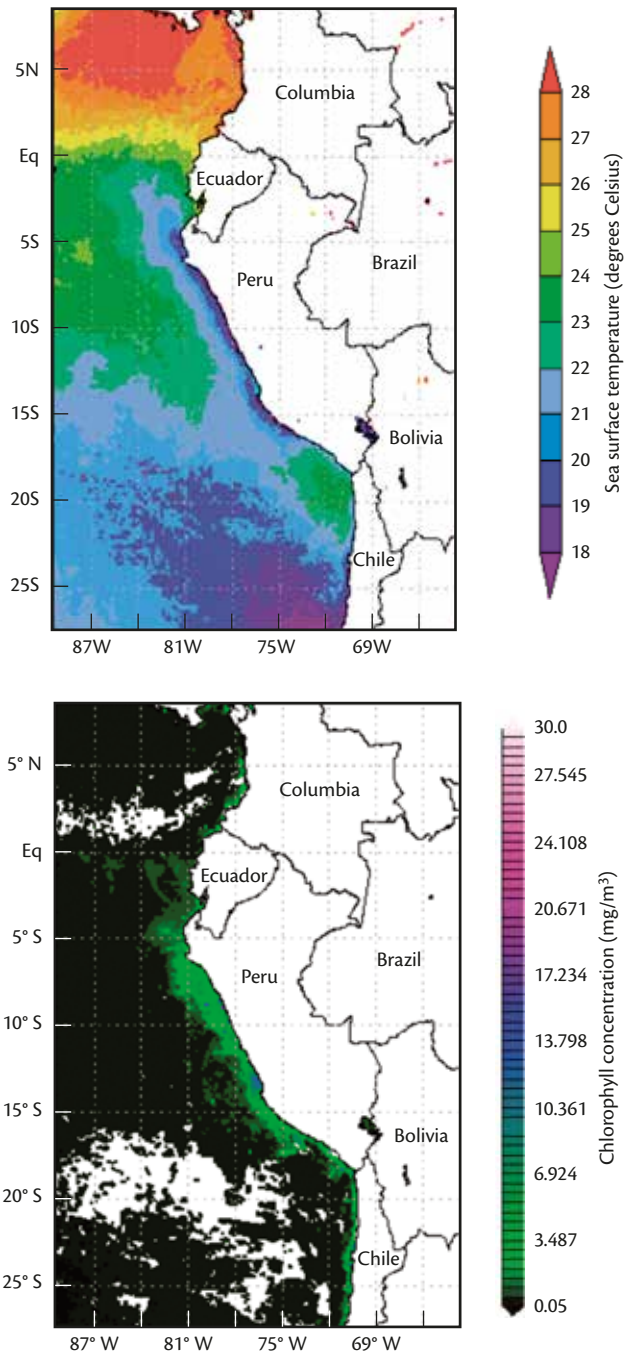 5N
Eq
5S
10S
15S
20S
25S
87W 81W 75W 69W
Columbia
Ecuador
Peru
Brazil
Bolivia
Chile
28
27
26
25
24
23
22
21
20
19
18
Sea surface temperature (degrees Celsius)
5° N
Eq
5° S
10° S
15° S
20° S
25° S
87° W 81° W 75° W 69° W
Columbia
Ecuador
Peru
Brazil
Bolivia
Chile
30.0
27.545
24.108
20.671
17.234
13.798
10.361
6.924
3.487
0.05
Chlorophyll concentration (mg/m³)